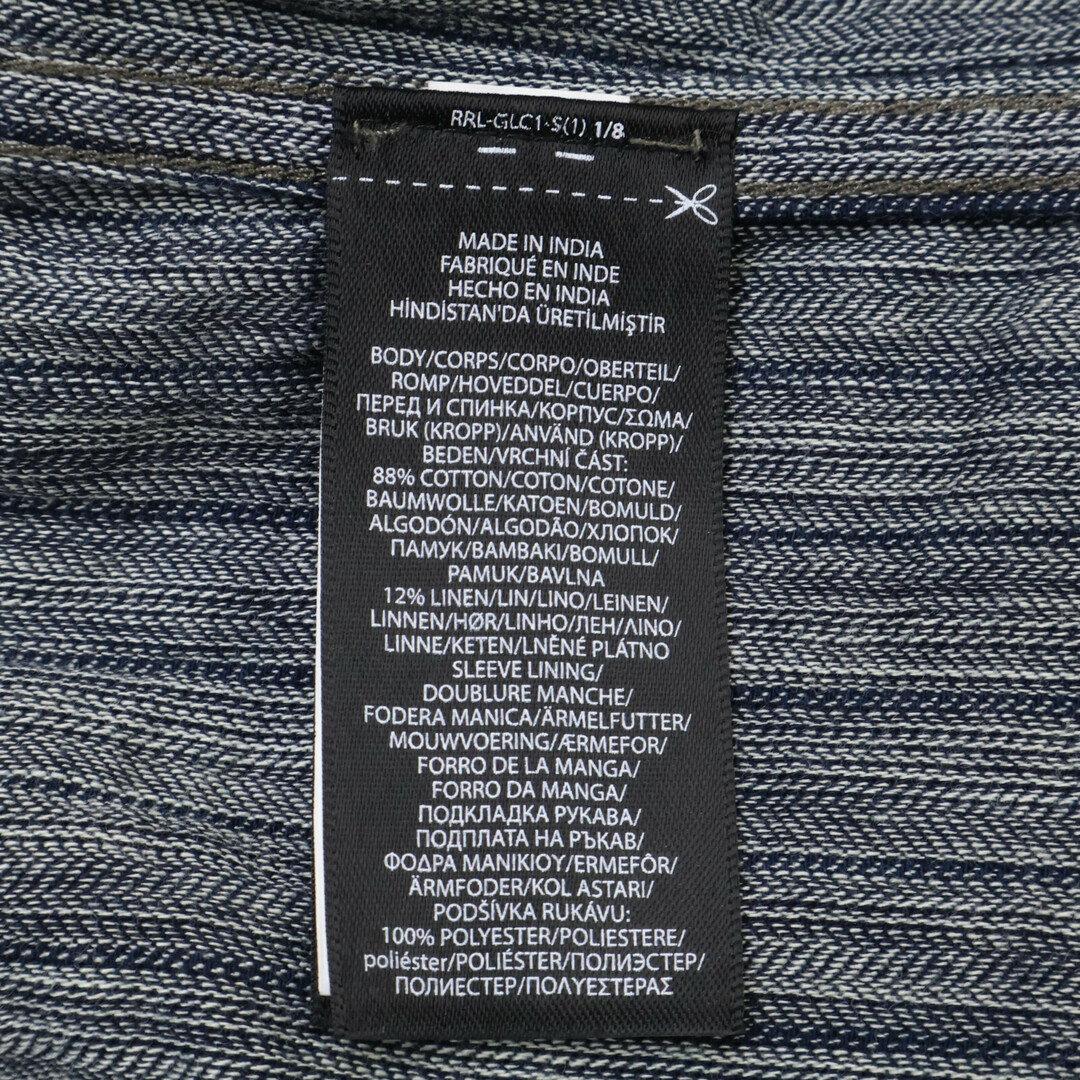 RRL-GLC1-S(1) 1/8
MADE IN INDIA
FABRIQUÉ EN INDE
HECHO EN INDIA
HİNDİSTAN'DA ÜRETİLMİŞTİR
BODY/CORPS/CORPO/OBERTEIL/
ROMP/HOVEDDEL/CUERPO/
ПЕРЕД И СПИНКА/КОРПУС/ΣΩΜΑ/
BRUK (KROPP)/ANVÄND (KROPP)/
BEDEN/VRCHNÍ ČÁST:
88% COTTON/COTON/COTONE/
BAUMWOLLE/KATOEN/BOMULD/
ALGODÓN/ALGODÃO/ХЛОПОК/
ПАМУК/ΒΑΜΒΑΚΙ/BOMULL/
PAMUK/BAVLNA
12% LINEN/LIN/LINO/LEINEN/
LINNEN/HØR/LINHO/ЛЕН/ΛΙΝΟ/
LINNE/KETEN/LNĚNÉ PLÁTNO
SLEEVE LINING/
DOUBLURE MANCHE/
FODERA MANICA/ÄRMELFUTTER/
MOUWVOERING/ÆRMEFOR/
FORRO DE LA MANGA/
FORRO DA MANGA/
ПОДКЛАДКА РУКАВА/
ПОДПЛАТА НА РЪКАВ/
ΦΟΔΡΑ ΜΑΝΙΚΙΟΥ/ERMEFÔR/
ÄRMFODER/KOL ASTARI/
PODŠÍVKA RUKÁVU:
100% POLYESTER/POLIESTERE/
poliéster/POLIÉSTER/ПОЛИЭСТЕР/
ПОЛИЕСТЕР/ΠΟΛΥΕΣΤΕΡΑΣ